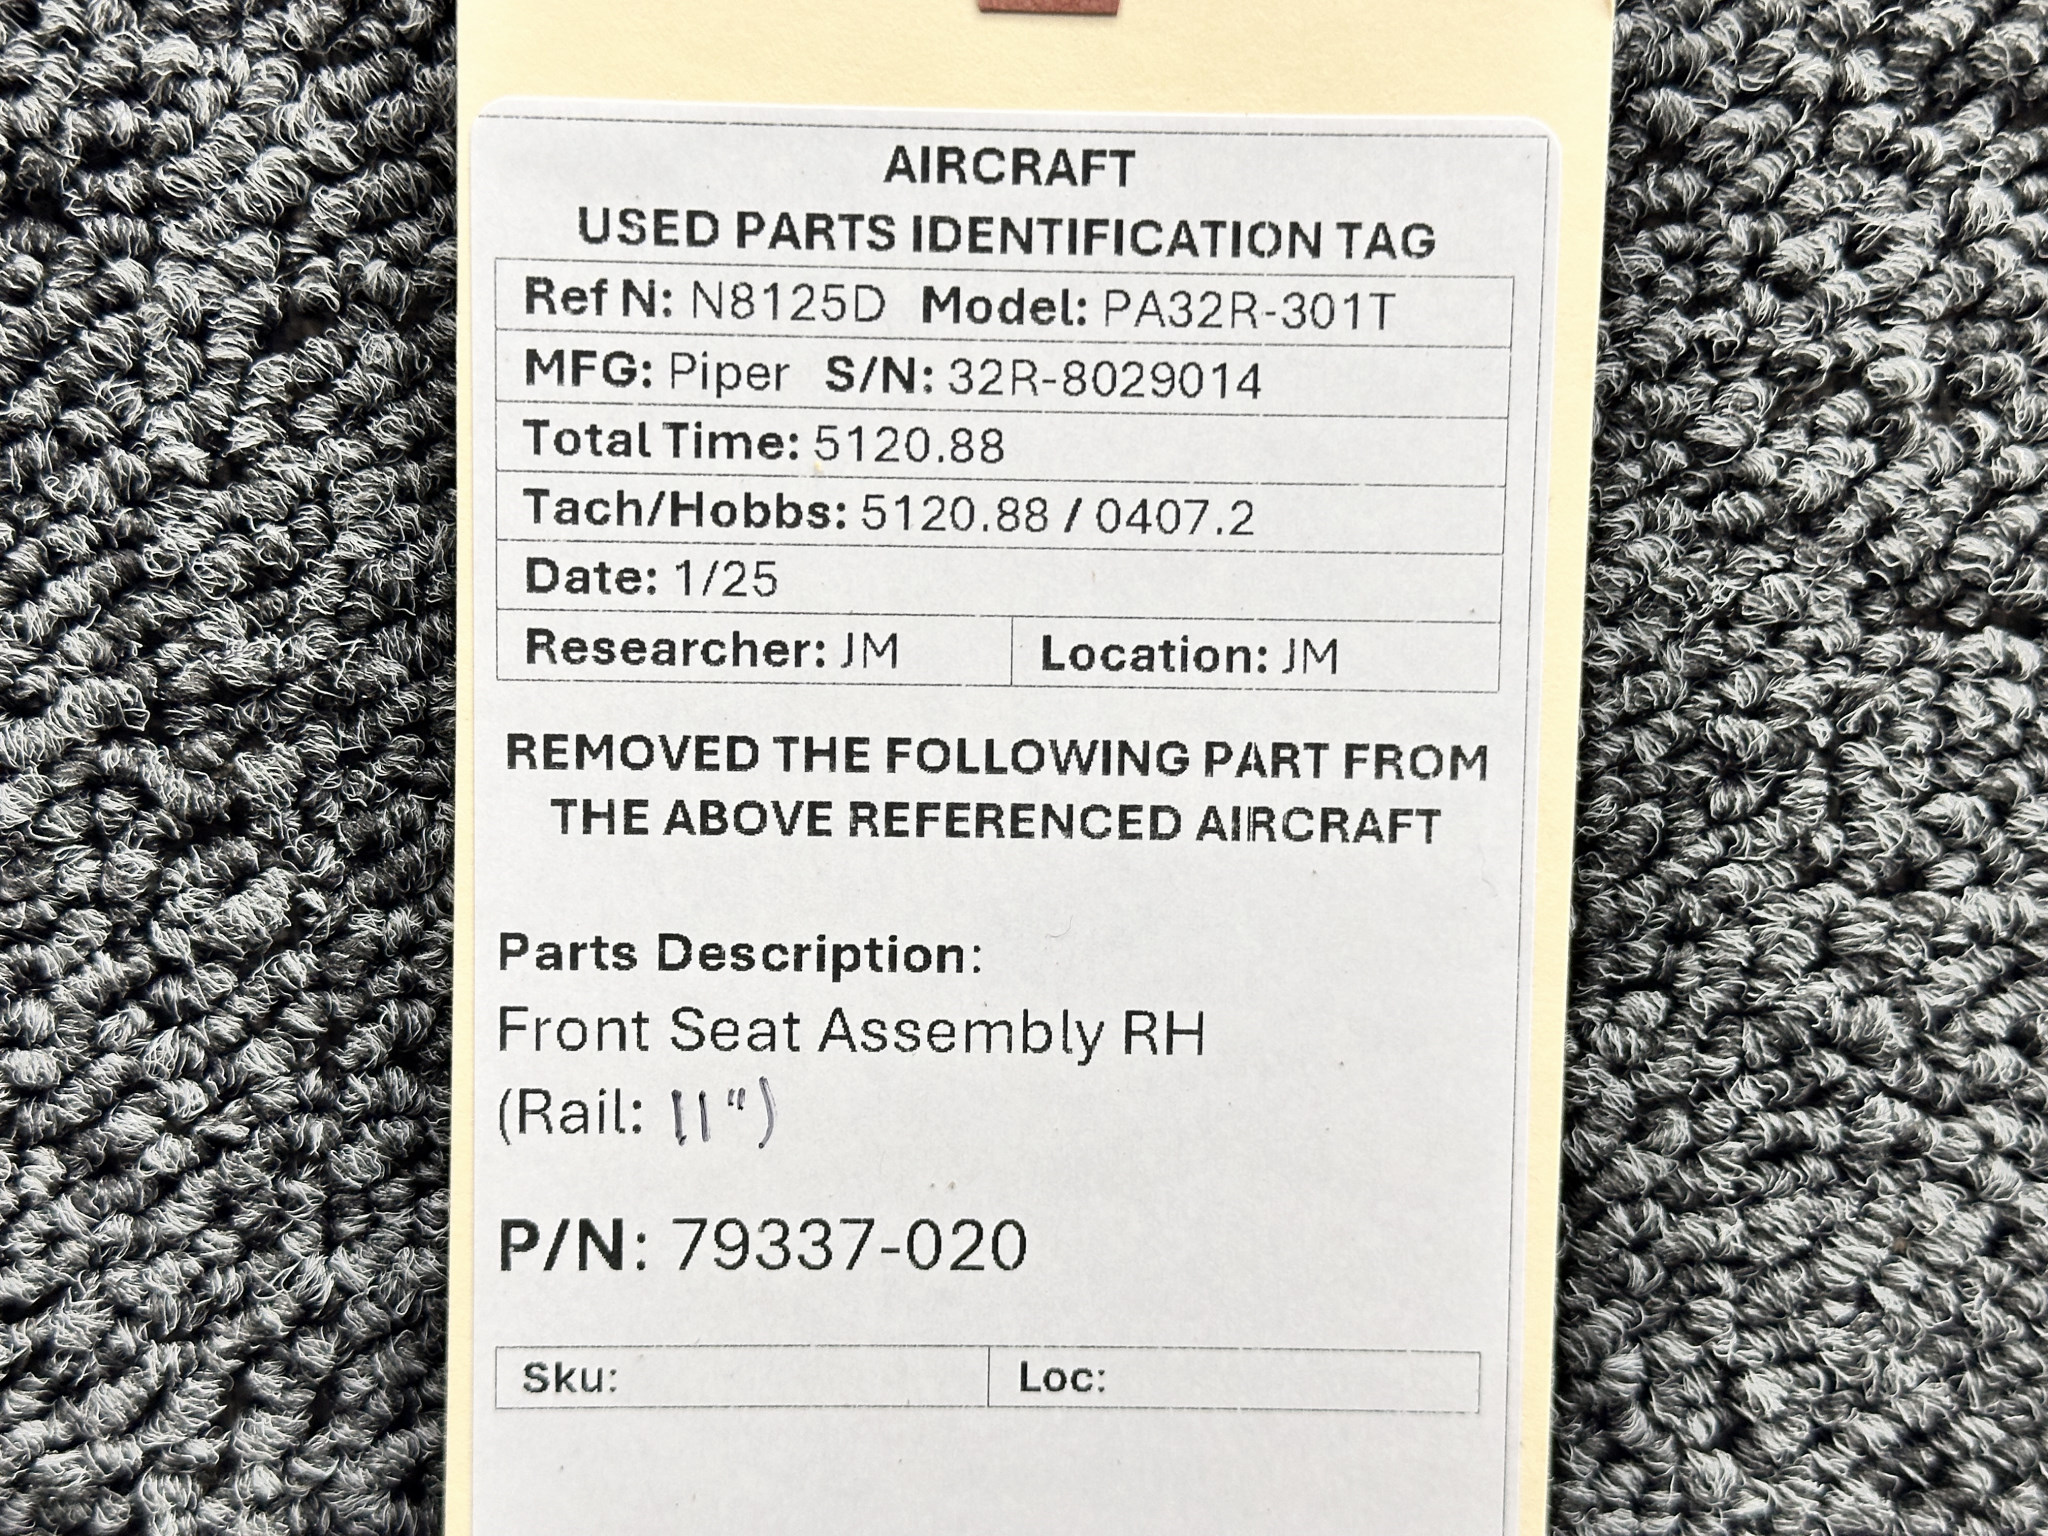 AIRCRAFT
USED PARTS IDENTIFICATION TAG
Ref N: N8125D Model: PA32R-301T
MFG: Piper S/N: 32R-8029014
Total Time: 5120.88
Tach/Hobbs: 5120.88 / 0407.2
Date: 1/25
Researcher: JM Location: JM
REMOVED THE FOLLOWING PART FROM
THE ABOVE REFERENCED AIRCRAFT
Parts Description:
Front Seat Assembly RH
(Rail: 11")
P/N: 79337-020
Sku: Loc: